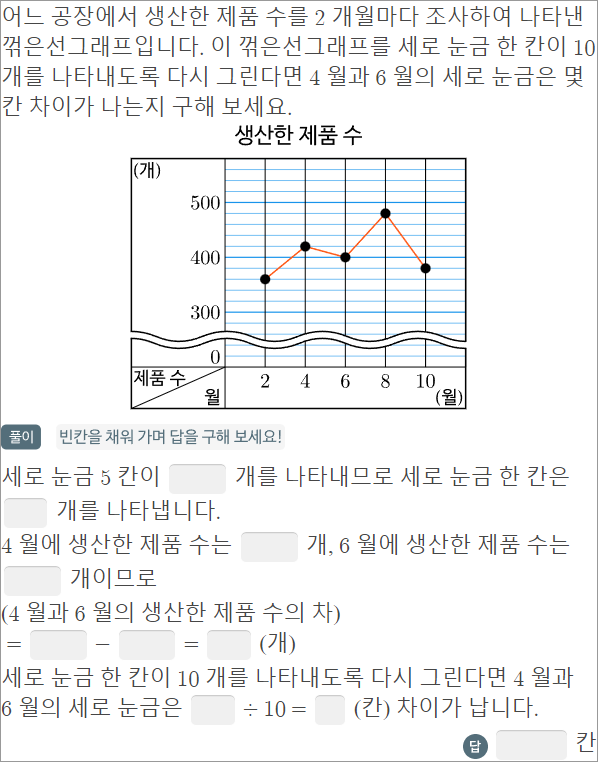 어느 공장에서 생산한 제품 수를 2 개월마다 조사하여 나타낸
꺾은선그래프입니다. 이 꺾은선그래프를 세로 눈금 한 칸이 10
개를 나타내도록 다시 그린다면 4 월과 6 월의 세로 눈금은 몇
칸 차이가 나는지 구해 보세요.
생산한 제품 수
(개)
500
400
300
0
제품 수
월
2 4 6 8 10
(월)
풀이 빈칸을 채워 가며 답을 구해 보세요!
세로 눈금 5 칸이 개를 나타내므로 세로 눈금 한 칸은
개를 나타냅니다.
4 월에 생산한 제품 수는 개, 6 월에 생산한 제품 수는
개이므로
(4 월과 6 월의 생산한 제품 수의 차)
= − = (개)
세로 눈금 한 칸이 10 개를 나타내도록 다시 그린다면 4 월과
6 월의 세로 눈금은 ÷ 10 = (칸) 차이가 납니다.
답 칸